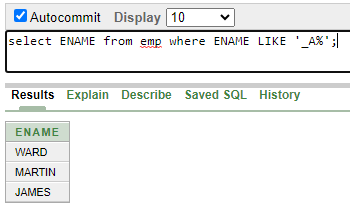 Autocommit Display 10
select ENAME from emp where ENAME LIKE '_A%';
Results Explain Describe Saved SQL History
ENAME
WARD
MARTIN
JAMES